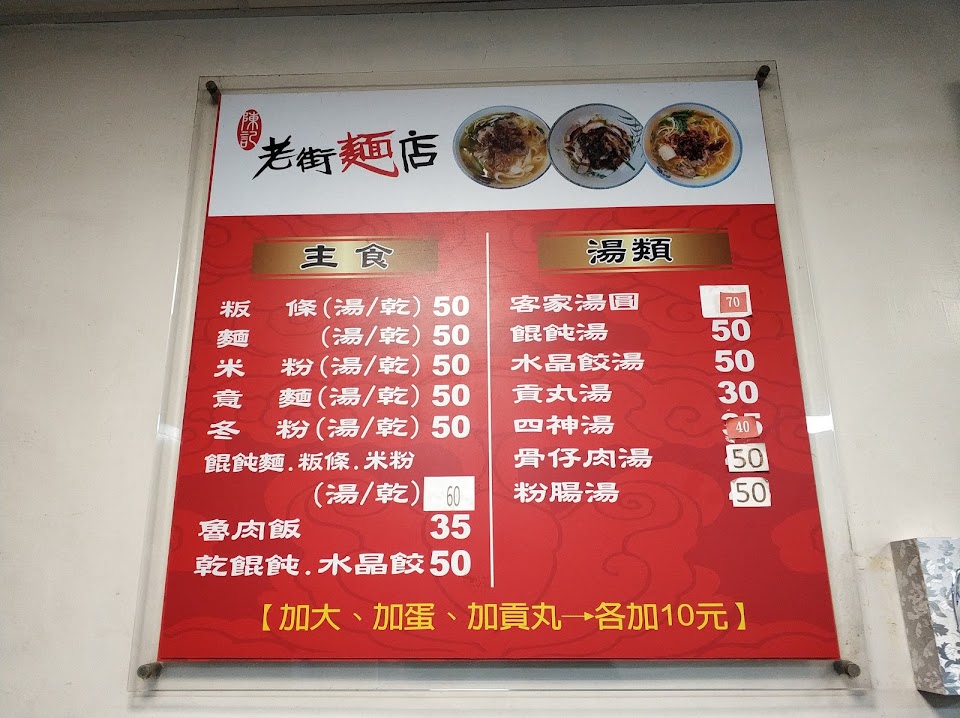 陳記
老街麵店
主食
粄條(湯/乾)50
麵(湯/乾)50
米粉(湯/乾)50
意麵(湯/乾)50
冬粉(湯/乾)50
餛飩麵.粄條.米粉
(湯/乾)60
魯肉飯 35
乾餛飩.水晶餃50
湯類
客家湯圓 70
餛飩湯 50
水晶餃湯 50
貢丸湯 30
四神湯 40
骨仔肉湯 50
粉腸湯 50
【加大、加蛋、加貢丸→各加10元】